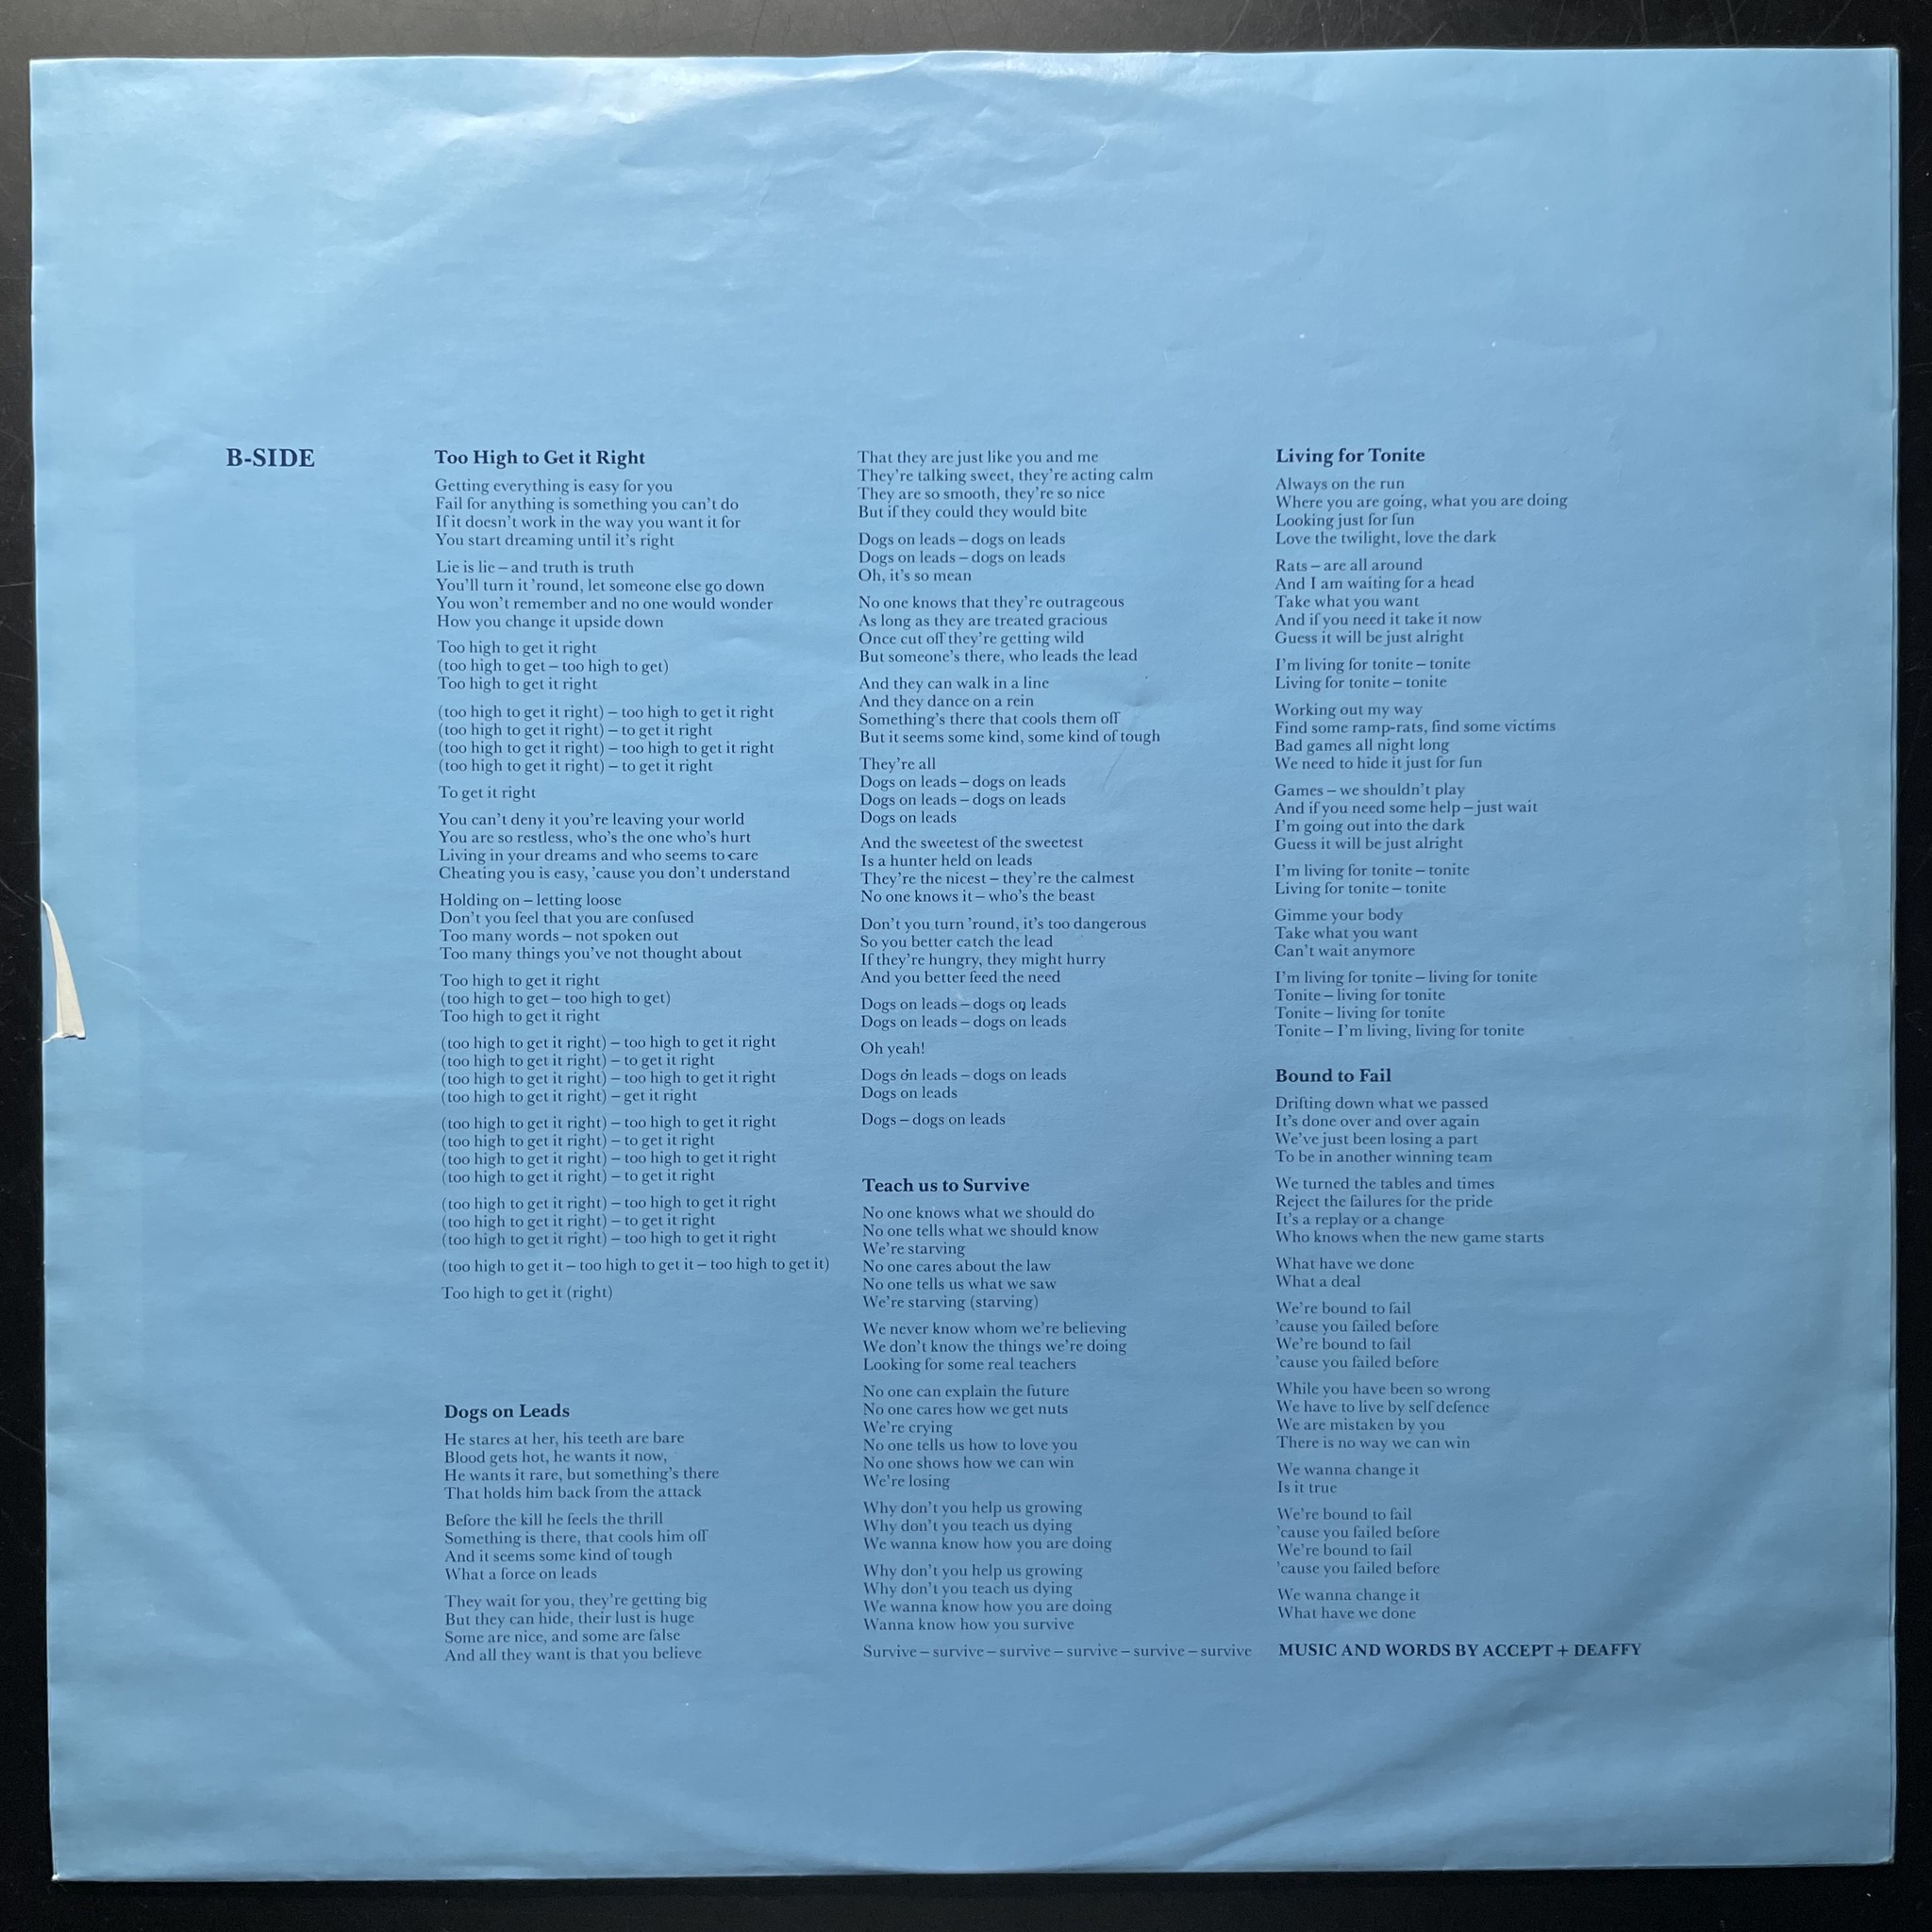 B-SIDE
Too High to Get it Right
Getting everything is easy for you
Fail for anything is something you can't do
If it doesn't work in the way you want it for
You start dreaming until it's right
Lie is lie – and truth is truth
You'll turn it 'round, let someone else go down
You won't remember and no one would wonder
How you change it upside down
Too high to get it right
(too high to get – too high to get)
Too high to get it right
(too high to get it right) – too high to get it right
(too high to get it right) – to get it right
(too high to get it right) – too high to get it right
(too high to get it right) – to get it right
To get it right
You can't deny it you're leaving your world
You are so restless, who's the one who's hurt
Living in your dreams and who seems to care
Cheating you is easy, 'cause you don't understand
Holding on – letting loose
Don't you feel that you are confused
Too many words – not spoken out
Too many things you've not thought about
Too high to get it right
(too high to get – too high to get)
Too high to get it right
(too high to get it right) – too high to get it right
(too high to get it right) – to get it right
(too high to get it right) – too high to get it right
(too high to get it right) – get it right
(too high to get it right) – too high to get it right
(too high to get it right) – to get it right
(too high to get it right) – too high to get it right
(too high to get it right) – to get it right
(too high to get it right) – too high to get it right
(too high to get it right) – to get it right
(too high to get it right) – too high to get it right
(too high to get it – too high to get it – too high to get it)
Too high to get it (right)
Dogs on Leads
He stares at her, his teeth are bare
Blood gets hot, he wants it now,
He wants it rare, but something's there
That holds him back from the attack
Before the kill he feels the thrill
Something is there, that cools him off
And it seems some kind of tough
What a force on leads
They wait for you, they're getting big
But they can hide, their lust is huge
Some are nice, and some are false
And all they want is that you believe
That they are just like you and me
They're talking sweet, they're acting calm
They are so smooth, they're so nice
But if they could they would bite
Dogs on leads – dogs on leads
Dogs on leads – dogs on leads
Oh, it's so mean
No one knows that they're outrageous
As long as they are treated gracious
Once cut off they're getting wild
But someone's there, who leads the lead
And they can walk in a line
And they dance on a rein
Something's there that cools them off
But it seems some kind, some kind of tough
They're all
Dogs on leads – dogs on leads
Dogs on leads – dogs on leads
Dogs on leads
And the sweetest of the sweetest
Is a hunter held on leads
They're the nicest – they're the calmest
No one knows it – who's the beast
Don't you turn 'round, it's too dangerous
So you better catch the lead
If they're hungry, they might hurry
And you better feed the need
Dogs on leads – dogs on leads
Dogs on leads – dogs on leads
Oh yeah!
Dogs on leads – dogs on leads
Dogs on leads
Dogs – dogs on leads
Teach us to Survive
No one knows what we should do
No one tells what we should know
We're starving
No one cares about the law
No one tells us what we saw
We're starving (starving)
We never know whom we're believing
We don't know the things we're doing
Looking for some real teachers
No one can explain the future
No one cares how we get nuts
We're crying
No one tells us how to love you
No one shows how we can win
We're losing
Why don't you help us growing
Why don't you teach us dying
We wanna know how you are doing
Why don't you help us growing
Why don't you teach us dying
We wanna know how you are doing
Wanna know how you survive
Survive – survive – survive – survive – survive – survive
Living for Tonite
Always on the run
Where you are going, what you are doing
Looking just for fun
Love the twilight, love the dark
Rats – are all around
And I am waiting for a head
Take what you want
And if you need it take it now
Guess it will be just alright
I'm living for tonite – tonite
Living for tonite – tonite
Working out my way
Find some ramp-rats, find some victims
Bad games all night long
We need to hide it just for fun
Games – we shouldn't play
And if you need some help – just wait
I'm going out into the dark
Guess it will be just alright
I'm living for tonite – tonite
Living for tonite – tonite
Gimme your body
Take what you want
Can't wait anymore
I'm living for tonite – living for tonite
Tonite – living for tonite
Tonite – living for tonite
Tonite – I'm living, living for tonite
Bound to Fail
Drifting down what we passed
It's done over and over again
We've just been losing a part
To be in another winning team
We turned the tables and times
Reject the failures for the pride
It's a replay or a change
Who knows when the new game starts
What have we done
What a deal
We're bound to fail
'cause you failed before
We're bound to fail
'cause you failed before
While you have been so wrong
We have to live by self defence
We are mistaken by you
There is no way we can win
We wanna change it
Is it true
We're bound to fail
'cause you failed before
We're bound to fail
'cause you failed before
We wanna change it
What have we done
MUSIC AND WORDS BY ACCEPT + DEAFFY